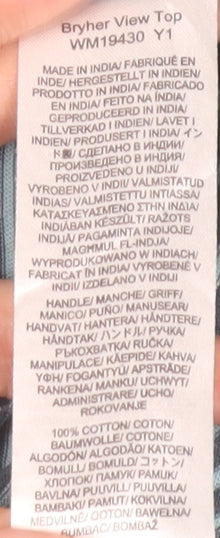 Bryher View Top
WM19430 Y1
MADE IN INDIA/ FABRIQUÉ EN
INDE/ HERGESTELLT IN INDIEN/
PRODOTTO IN INDIA/ FABRICADO
EN INDIA/ FEITO NA ÍNDIA/
GEPRODUCEERD IN INDIA/
TILLVERKAD I INDIEN/ LAVET I
INDIEN/ PRODUSERT I INDIA/ イン
ド製/ СДЕЛАНО В ИНДИИ/
ПРОИЗВЕДЕНО В ИНДИЯ/
PROIZVEDENO U INDIJI/
VYROBENO V INDII/ VALMISTATUD
INDIAS/ VALMISTETTU INTIASSA/
ΚΑΤΑΣΚΕΥΑΣΜΕΝΟ ΣΤΗΝ ΙΝΔΙΑ/
INDIÁBAN KÉSZÜLT/ RAŽOTS
INDIJĀ/ PAGAMINTA INDIJOJE/
MAGĦMUL FL-INDJA/
WYPRODUKOWANO W INDIACH/
FABRICAT ÎN INDIA/ VYROBENÉ V
INDII/ IZDELANO V INDIJI
HANDLE/ MANCHE/ GRIFF/
MANICO/ PUÑO/ MANUSEAR/
HANDVAT/ HANTERA/ HÅNDTERE/
HÅNDTAK/ ハンドル/ РУЧКА/
РЪКОХВАТКА/ RUČKA/
MANIPULACE/ KÄEPIDE/ KAHVA/
ΥΦΗ/ FOGANTYÚ/ APSTRĀDE/
RANKENA/ MANKU/ UCHWYT/
ADMINISTRARE/ UCHO/
ROKOVANJE
100% COTTON/ COTON/
BAUMWOLLE/ COTONE/
ALGODÓN/ ALGODÃO/ KATOEN/
BOMULL/ BOMULD/ コットン/
ХЛОПОК/ ПАМУК/ PAMUK/
BAVLNA/ PUUVILL/ PUUVILLA/
ΒΑΜΒΑΚΙ/ PAMUT/ KOKVILNA/
MEDVILNĖ/ QOTON/ BAWEŁNA/
BUMBAC/ BOMBAŽ